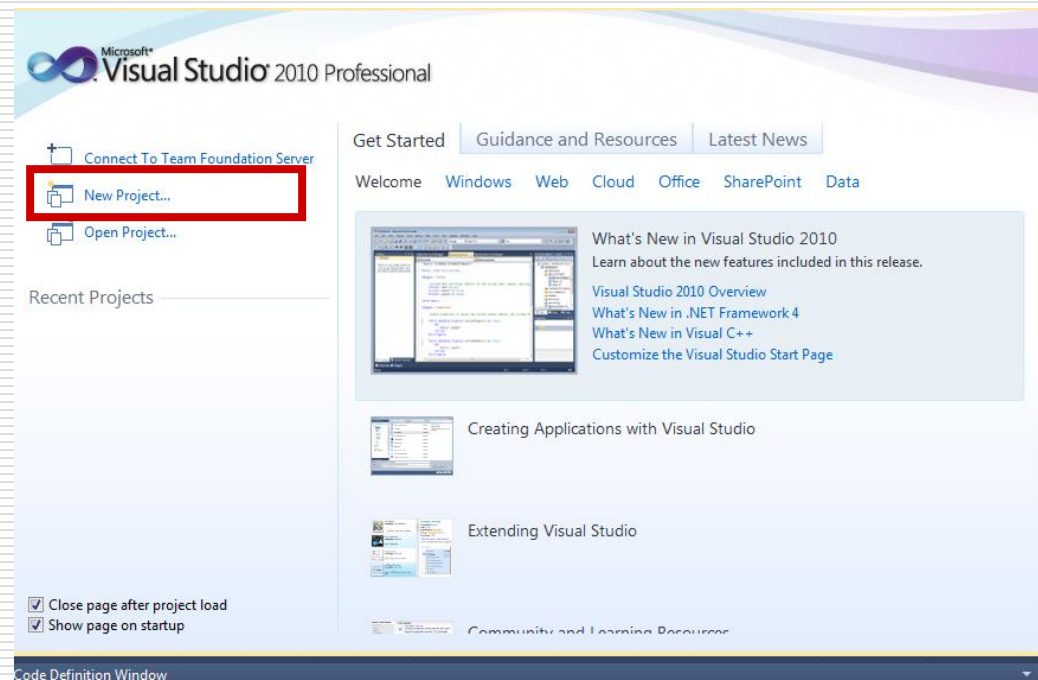 Microsoft®
Visual Studio® 2010 Professional
Connect To Team Foundation Server
New Project...
Open Project...
Recent Projects
Close page after project load
Show page on startup
Get Started
Guidance and Resources
Latest News
Welcome Windows Web Cloud Office SharePoint Data
What's New in Visual Studio 2010
Learn about the new features included in this release.
Visual Studio 2010 Overview
What's New in .NET Framework 4
What's New in Visual C++
Customize the Visual Studio Start Page
Creating Applications with Visual Studio
Extending Visual Studio
Community and Learning Resources
Code Definition Window